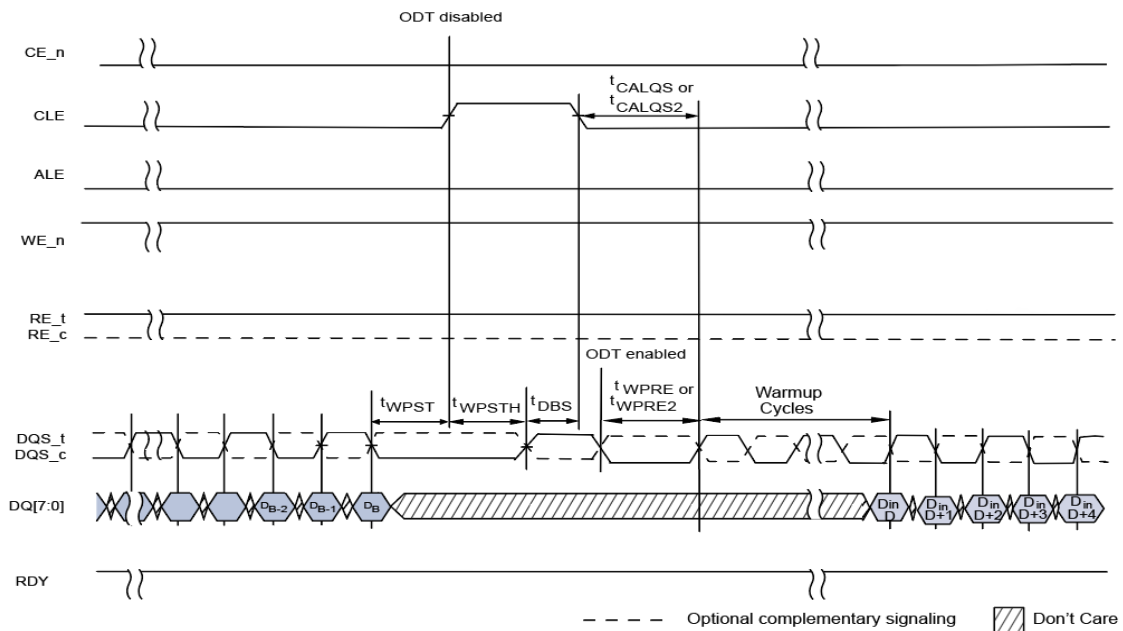 ODT disabled
CE_n
tCALQS or
tCALQS2
CLE
ALE
WE_n
RE_t
RE_c
ODT enabled
tWPST
tWPSTH
tDBS
tWPRE or
tWPRE2
Warmup
Cycles
DQS_t
DQS_c
DQ[7:0]
DB-2
DB-1
DB
Din
D
Din
D+1
Din
D+2
Din
D+3
Din
D+4
RDY
Optional complementary signaling
Don't Care